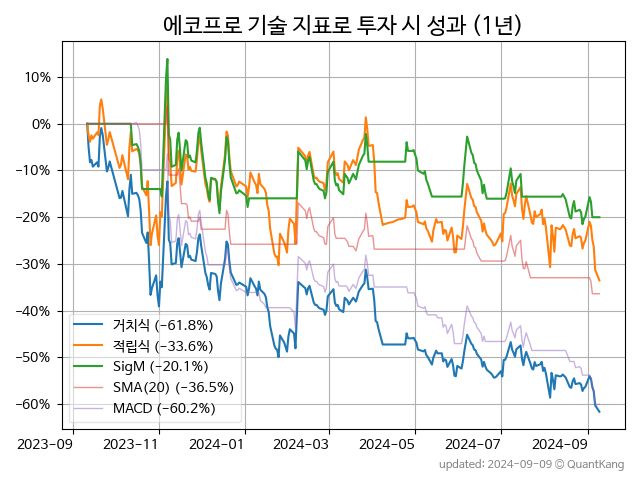 에코프로 기술 지표로 투자 시 성과 (1년)
10%
0%
−10%
−20%
−30%
−40%
−50%
−60%
거치식 (−61.8%)
적립식 (−33.6%)
SigM (−20.1%)
SMA(20) (−36.5%)
MACD (−60.2%)
2023-09 2023-11 2024-01 2024-03 2024-05 2024-07 2024-09
updated: 2024-09-09 © QuantKang